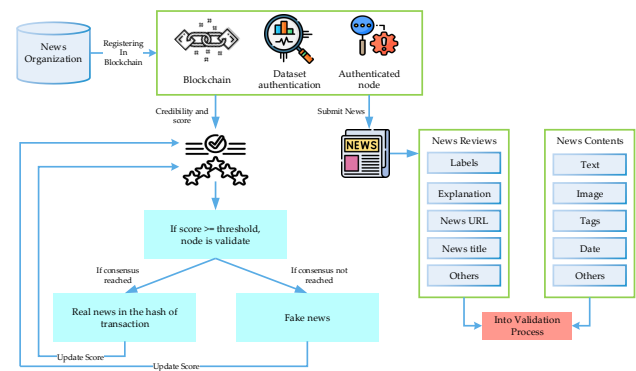 News
Organization
Registering
In
Blockchain
Blockchain
Dataset
authentication
Authenticated
node
Credibility and
score
Submit News
NEWS
News Reviews
Labels
Explanation
News URL
News title
Others
News Contents
Text
Image
Tags
Date
Others
If score >= threshold,
node is validate
If consensus
reached
If consensus not
reached
Real news in the hash of
transaction
Fake news
Into Validation
Process
Update Score
Update Score